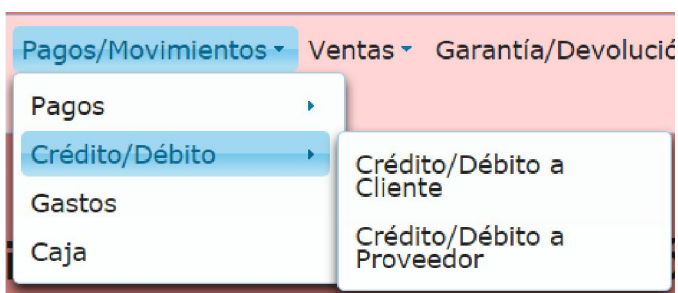 Pagos/Movimientos Ventas Garantía/Devolució
Pagos
Crédito/Débito
Gastos
Caja
Crédito/Débito a
Cliente
Crédito/Débito a
Proveedor